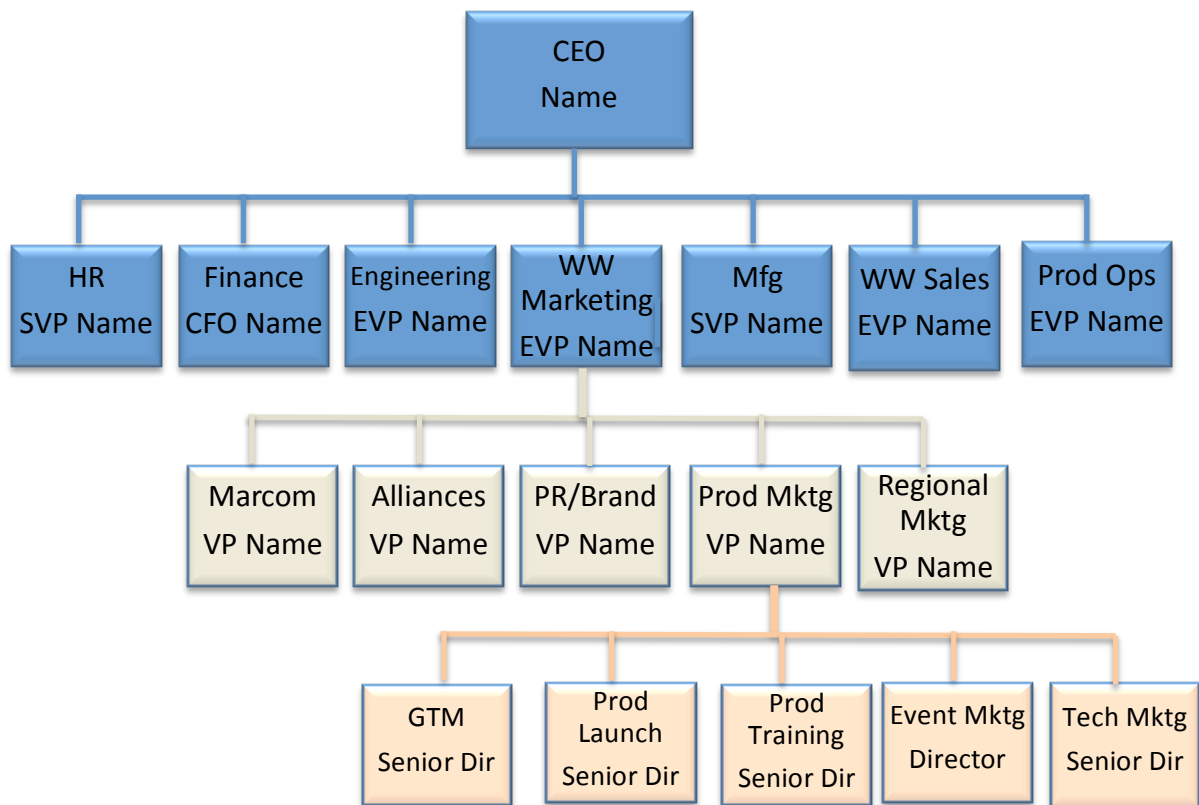 CEO
Name
HR
SVP Name
Finance
CFO Name
Engineering
EVP Name
WW
Marketing
EVP Name
Mfg
SVP Name
WW Sales
EVP Name
Prod Ops
EVP Name
Marcom
VP Name
Alliances
VP Name
PR/Brand
VP Name
Prod Mktg
VP Name
Regional
Mktg
VP Name
GTM
Senior Dir
Prod
Launch
Senior Dir
Prod
Training
Senior Dir
Event Mktg
Director
Tech Mktg
Senior Dir